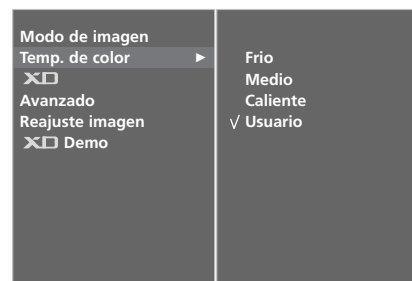 Modo de imagen
Temp. de color ►
XD
Avanzado
Reajuste imagen
XD Demo
Frio
Medio
Caliente
√ Usuario